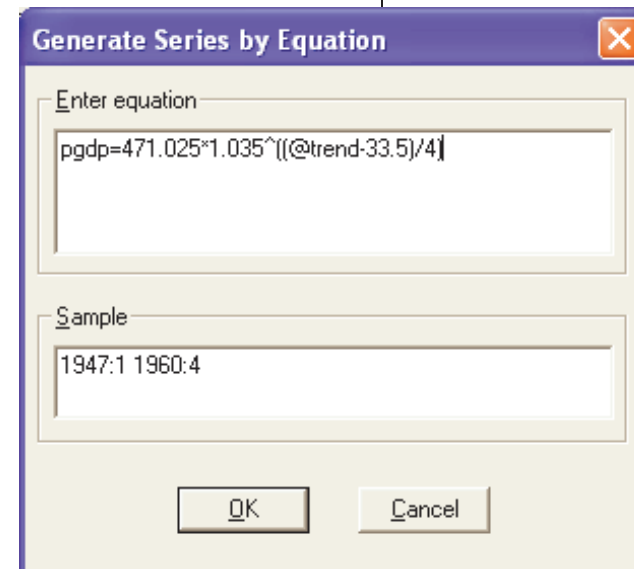 Generate Series by Equation
Enter equation
pgdp=471.025*1.035^((@trend-33.5)/4)
Sample
1947:1 1960:4
OK
Cancel